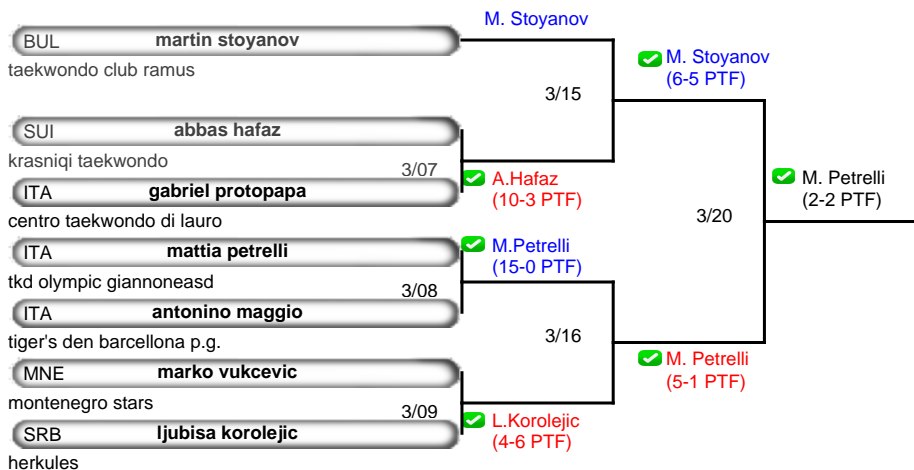 M. Stoyanov
BUL martin stoyanov
taekwondo club ramus
M. Stoyanov
(6-5 PTF)
3/15
SUI abbas hafaz
krasniqi taekwondo
3/07
A.Hafaz
(10-3 PTF)
M. Petrelli
(2-2 PTF)
ITA gabriel protopapa
centro taekwondo di lauro
3/20
ITA mattia petrelli
M.Petrelli
(15-0 PTF)
tkd olympic giannoneasd
3/08
ITA antonino maggio
tiger's den barcellona p.g.
3/16
MNE marko vukcevic
M. Petrelli
(5-1 PTF)
montenegro stars
3/09
SRB ljubisa korolejic
L.Korolejic
(4-6 PTF)
herkules